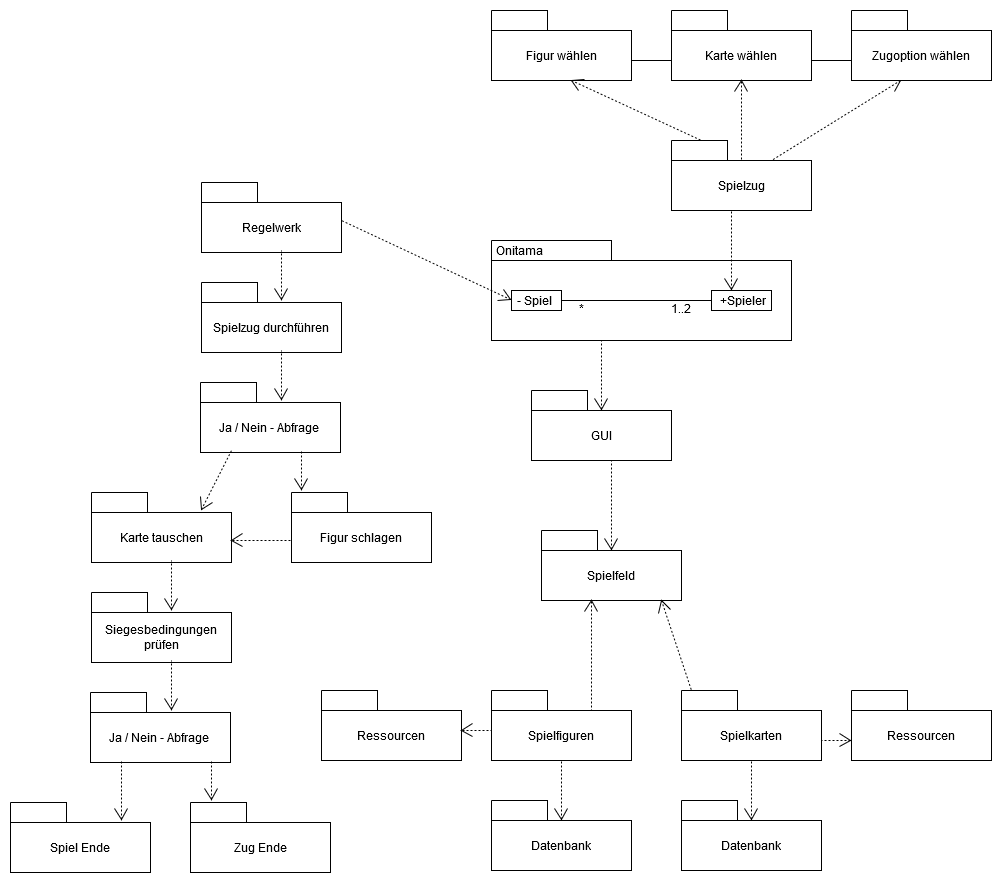 Figur wählen
Karte wählen
Zugoption wählen
Spielzug
Regelwerk
Onitama
- Spiel
*
1..2
+Spieler
Spielzug durchführen
Ja / Nein - Abfrage
GUI
Karte tauschen
Figur schlagen
Spielfeld
Siegesbedingungen
prüfen
Ja / Nein - Abfrage
Ressourcen
Spielfiguren
Spielkarten
Ressourcen
Spiel Ende
Zug Ende
Datenbank
Datenbank